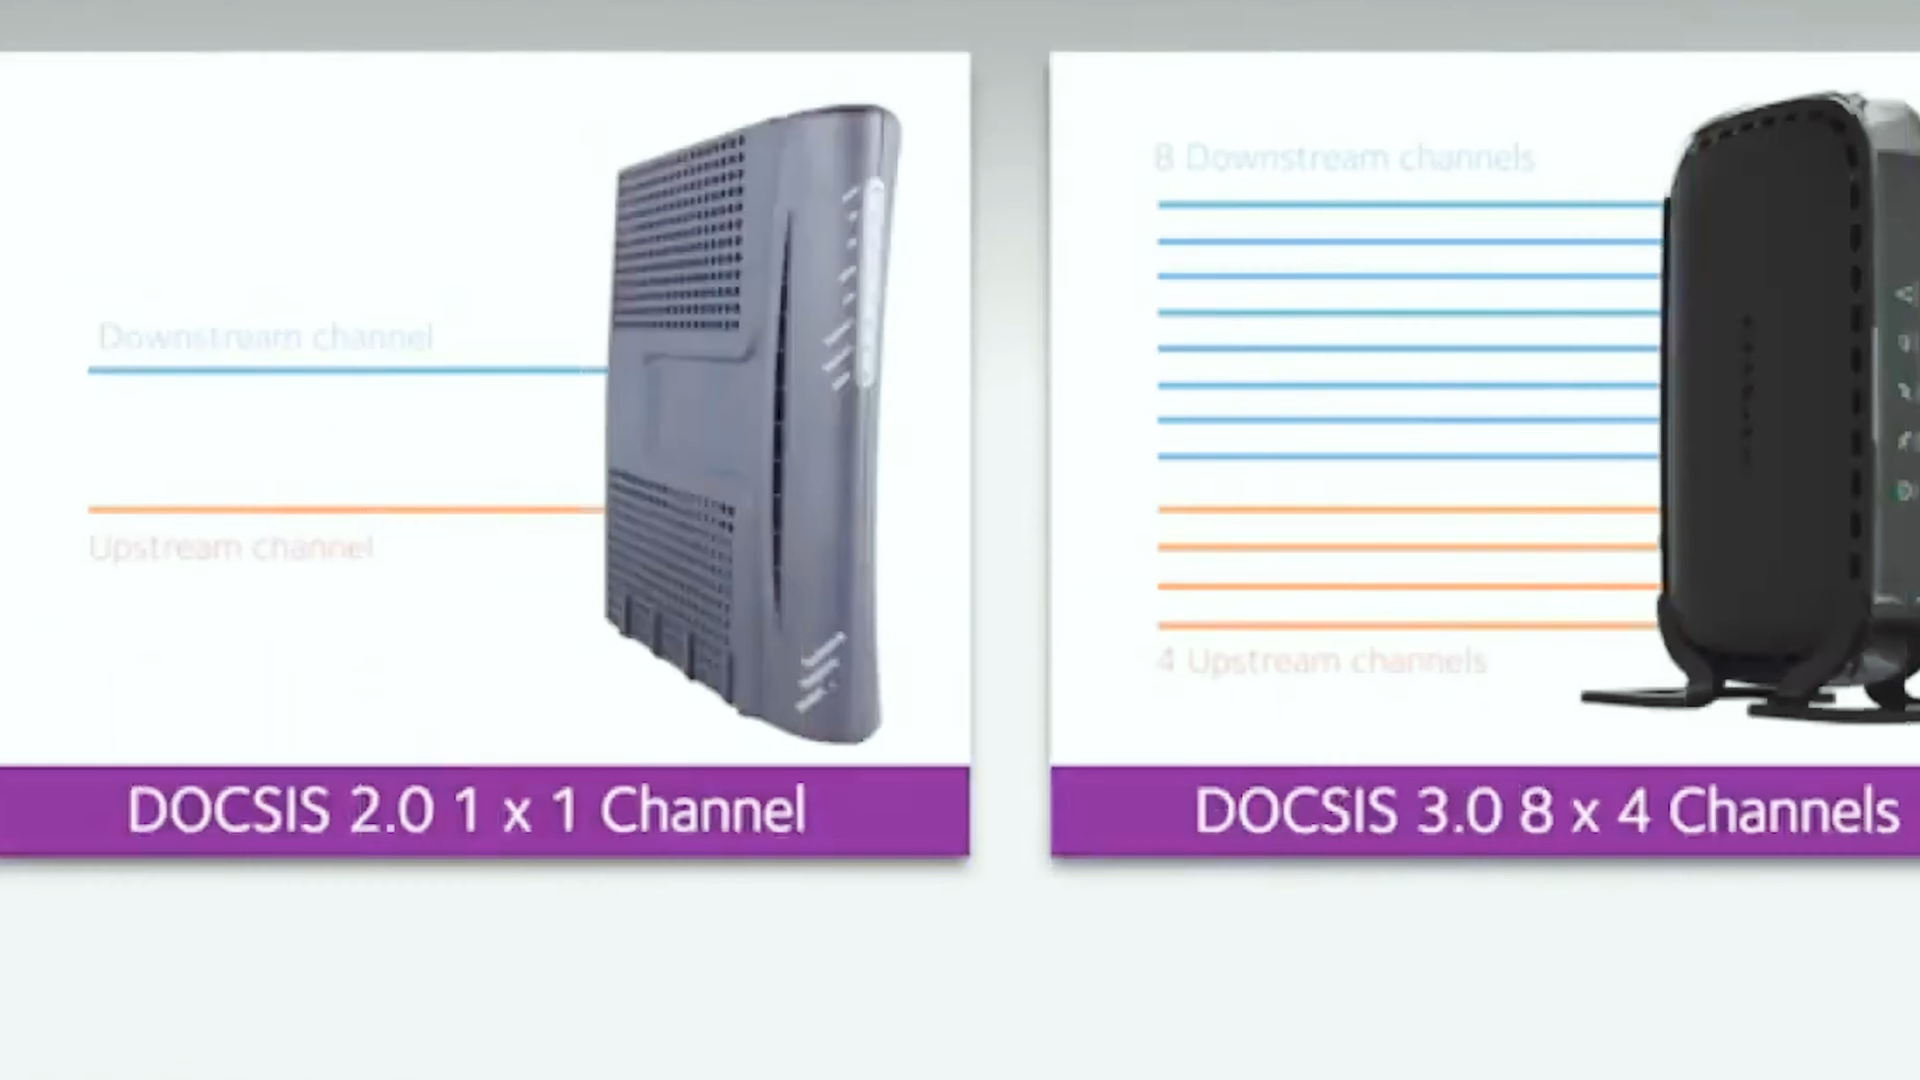 Downstream channel
Upstream channel
DOCSIS 2.0 1 x 1 Channel
8 Downstream channels
4 Upstream channels
DOCSIS 3.0 8 x 4 Channels